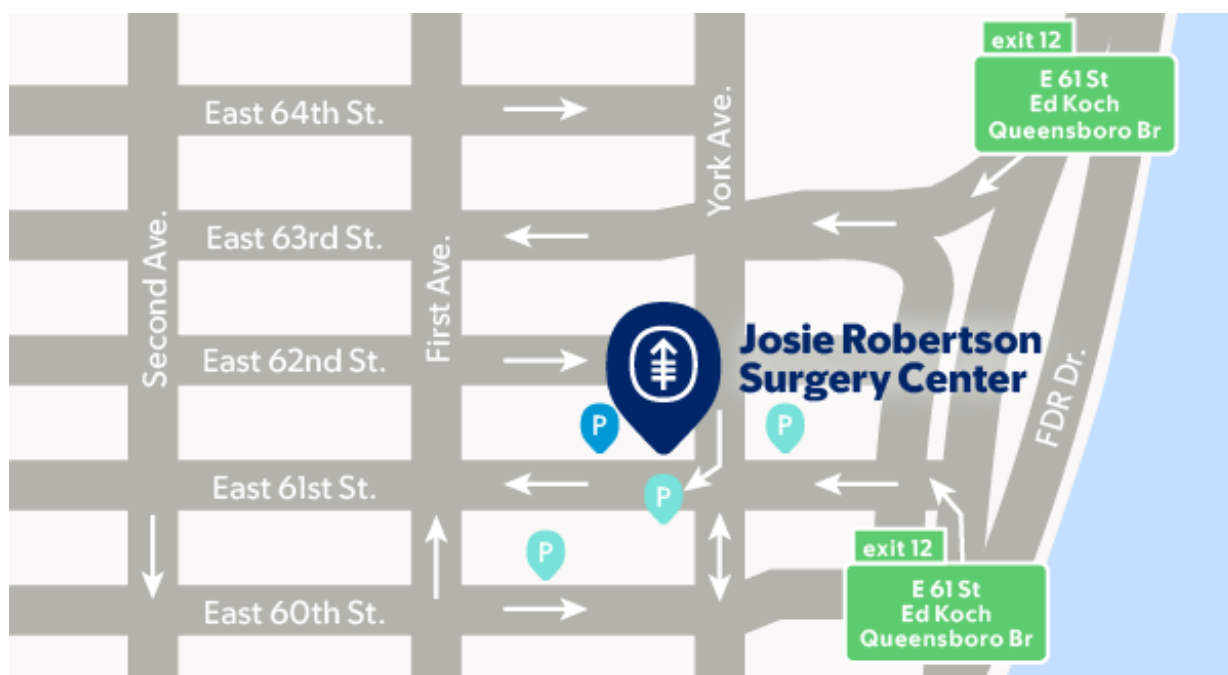 exit 12
E 61 St
Ed Koch
Queensboro Br
East 64th St.
York Ave.
East 63rd St.
Second Ave.
First Ave.
Josie Robertson
Surgery Center
East 62nd St.
FDR Dr.
P
P
East 61st St.
P
P
exit 12
E 61 St
Ed Koch
Queensboro Br
East 60th St.